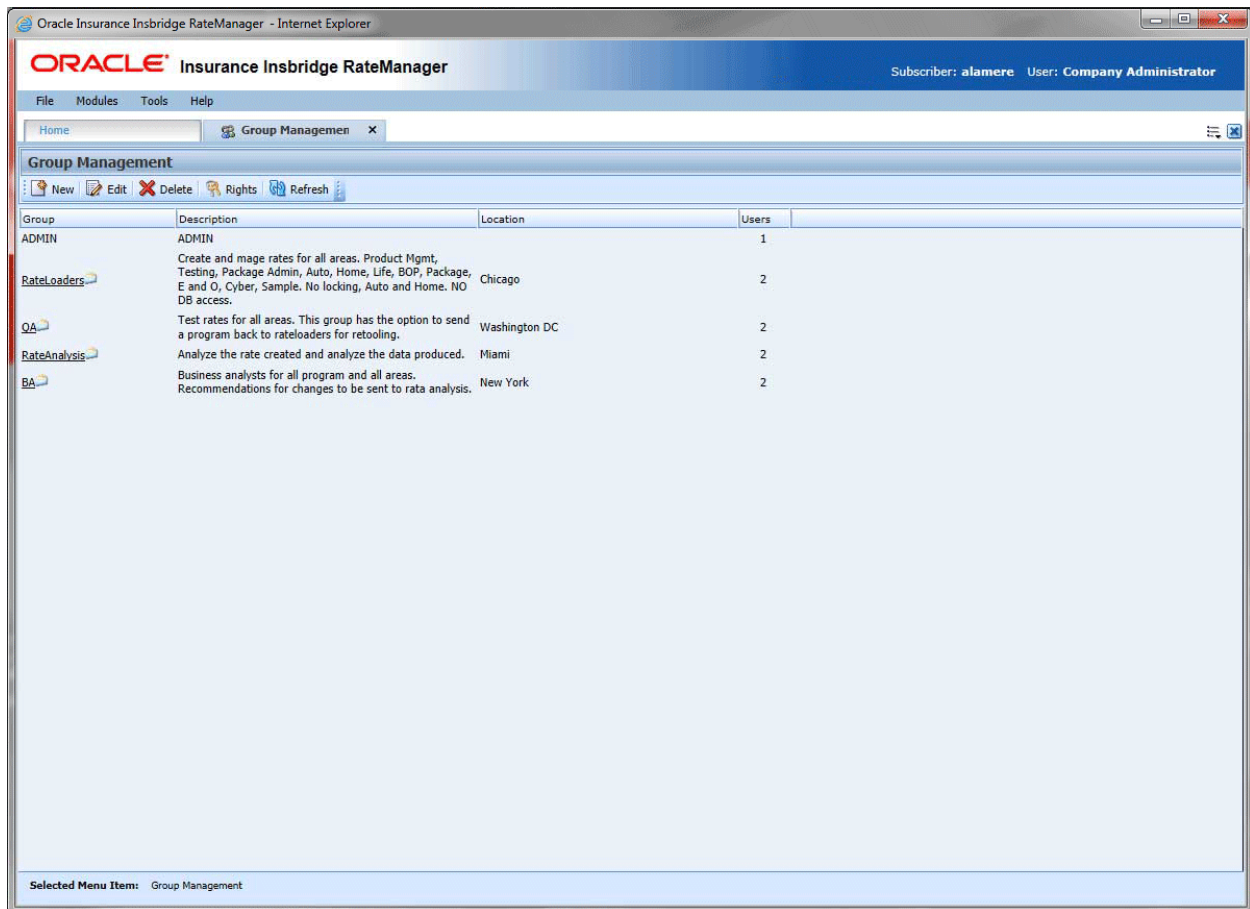 Oracle Insurance Insbridge RateManager - Internet Explorer
ORACLE® Insurance Insbridge RateManager
Subscriber: alamere User: Company Administrator
File Modules Tools Help
Home Group Managemen x
Group Management
New Edit Delete Rights Refresh
Group Description Location Users
ADMIN ADMIN 1
RateLoaders
Create and mage rates for all areas. Product Mgmt,
Testing, Package Admin, Auto, Home, Life, BOP, Package,
E and O, Cyber, Sample. No locking, Auto and Home. NO
DB access.
Chicago 2
QA
Test rates for all areas. This group has the option to send
a program back to rateloaders for retooling.
Washington DC 2
RateAnalysis Analyze the rate created and analyze the data produced. Miami 2
BA
Business analysts for all program and all areas.
Recommendations for changes to be sent to rata analysis.
New York 2
Selected Menu Item: Group Management